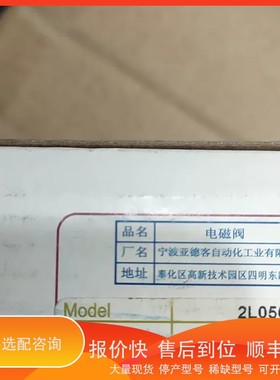 品名 电磁阀
厂名 宁波亚德客自动化工业有限
地址 奉化区高新技术园区四明东路
Model 2L050
选配咨询
报价快 售后到位 顺丰
大量现货 停产型号 稀缺型号 可开